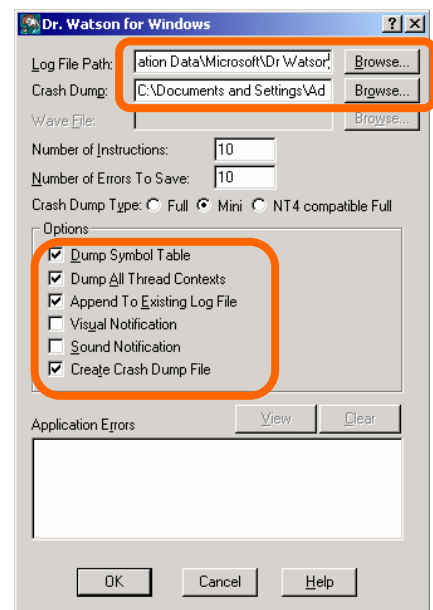 Dr. Watson for Windows
Log File Path: ation Data\Microsoft\Dr Watson Browse...
Crash Dump: C:\Documents and Settings\Ad Browse...
Wave File: Browse...
Number of Instructions: 10
Number of Errors To Save: 10
Crash Dump Type: Full Mini NT4 compatible Full
Options
Dump Symbol Table
Dump All Thread Contexts
Append To Existing Log File
Visual Notification
Sound Notification
Create Crash Dump File
Application Errors View Clear
OK Cancel Help